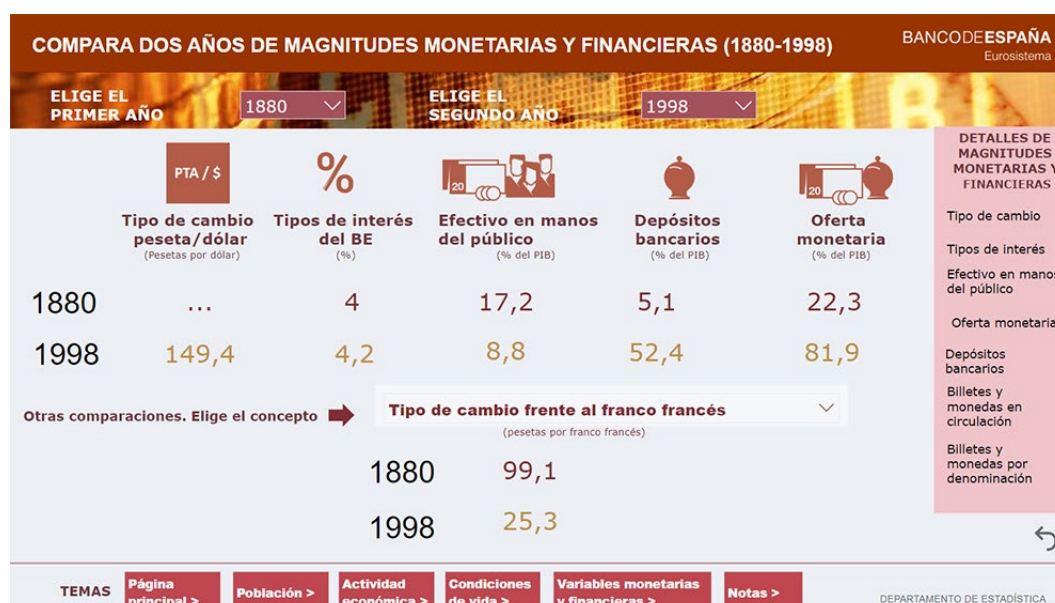 COMPARA DOS AÑOS DE MAGNITUDES MONETARIAS Y FINANCIERAS (1880-1998)
BANCODEESPAÑA
Eurosistema
ELIGE EL
PRIMER AÑO
1880
ELIGE EL
SEGUNDO AÑO
1998
PTA / $
%
20
20
Tipo de cambio
peseta/dólar
(Pesetas por dólar)
Tipos de interés
del BE
(%)
Efectivo en manos
del público
(% del PIB)
Depósitos
bancarios
(% del PIB)
Oferta
monetaria
(% del PIB)
1880 ... 4 17,2 5,1 22,3
1998 149,4 4,2 8,8 52,4 81,9
Otras comparaciones. Elige el concepto
Tipo de cambio frente al franco francés
(pesetas por franco francés)
1880 99,1
1998 25,3
DETALLES DE
MAGNITUDES
MONETARIAS Y
FINANCIERAS
Tipo de cambio
Tipos de interés
Efectivo en manos
del público
Oferta monetaria
Depósitos
bancarios
Billetes y
monedas en
circulación
Billetes y
monedas por
denominación
TEMAS
Página
principal >
Población >
Actividad
económica >
Condiciones
de vida >
Variables monetarias
y financieras >
Notas >
DEPARTAMENTO DE ESTADÍSTICA